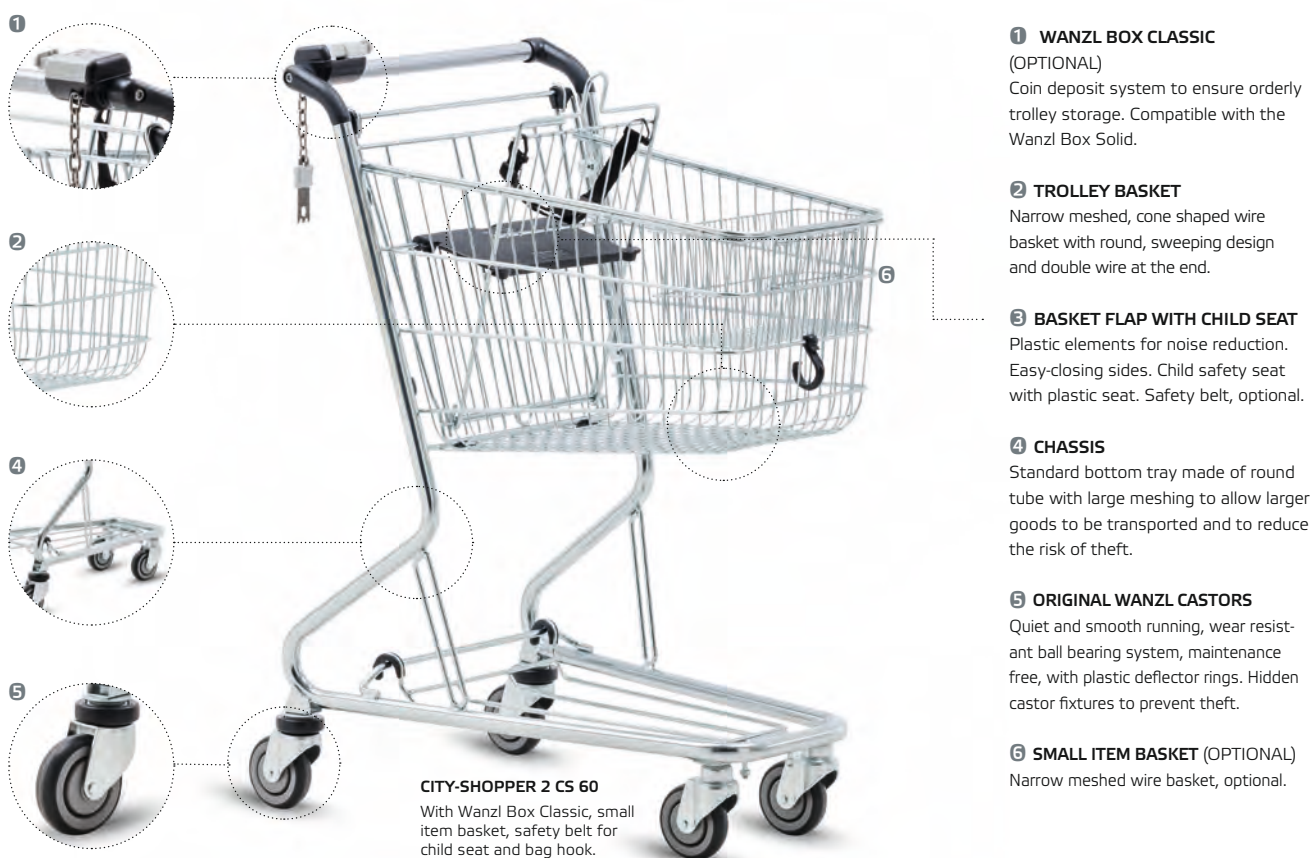 1
2
4
5
6
CITY-SHOPPER 2 CS 60
With Wanzl Box Classic, small
item basket, safety belt for
child seat and bag hook.
1 WANZL BOX CLASSIC
(OPTIONAL)
Coin deposit system to ensure orderly
trolley storage. Compatible with the
Wanzl Box Solid.
2 TROLLEY BASKET
Narrow meshed, cone shaped wire
basket with round, sweeping design
and double wire at the end.
3 BASKET FLAP WITH CHILD SEAT
Plastic elements for noise reduction.
Easy-closing sides. Child safety seat
with plastic seat. Safety belt, optional.
4 CHASSIS
Standard bottom tray made of round
tube with large meshing to allow larger
goods to be transported and to reduce
the risk of theft.
5 ORIGINAL WANZL CASTORS
Quiet and smooth running, wear resist-
ant ball bearing system, maintenance
free, with plastic deflector rings. Hidden
castor fixtures to prevent theft.
6 SMALL ITEM BASKET (OPTIONAL)
Narrow meshed wire basket, optional.